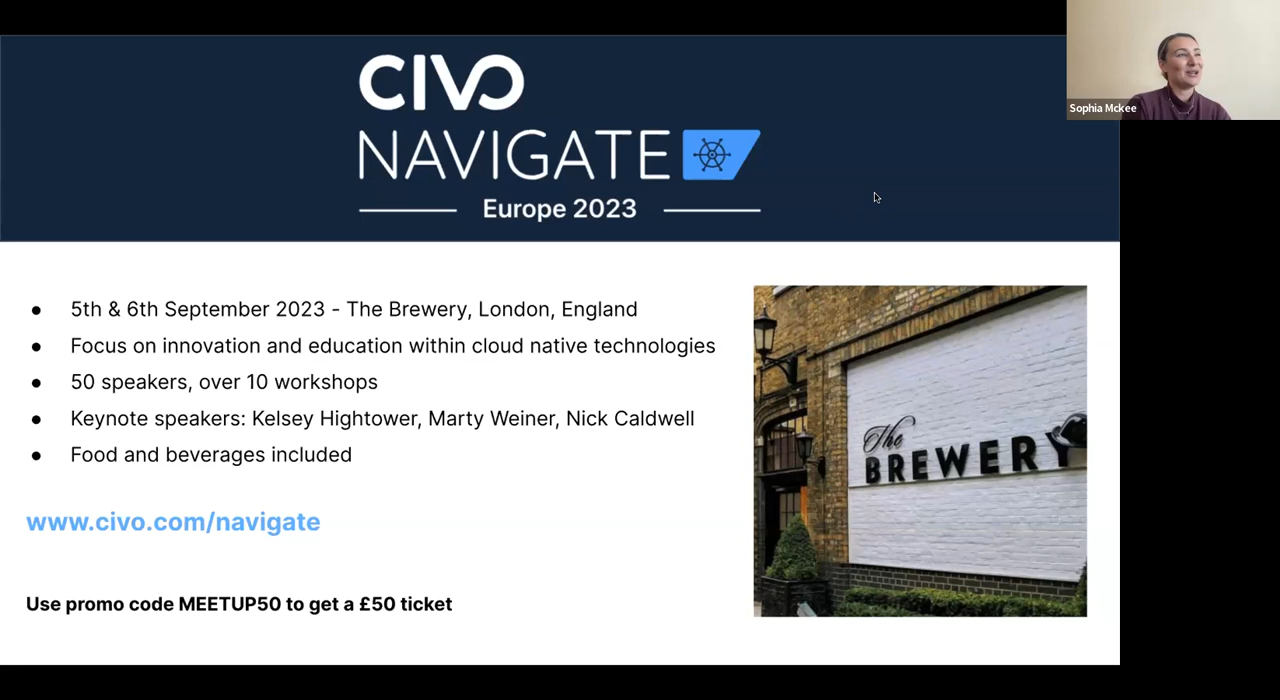 CIVO
NAVIGATE
Europe 2023
Sophia Mckee
● 5th & 6th September 2023 - The Brewery, London, England
● Focus on innovation and education within cloud native technologies
● 50 speakers, over 10 workshops
● Keynote speakers: Kelsey Hightower, Marty Weiner, Nick Caldwell
● Food and beverages included
www.civo.com/navigate
Use promo code MEETUP50 to get a £50 ticket
The
BREWERY